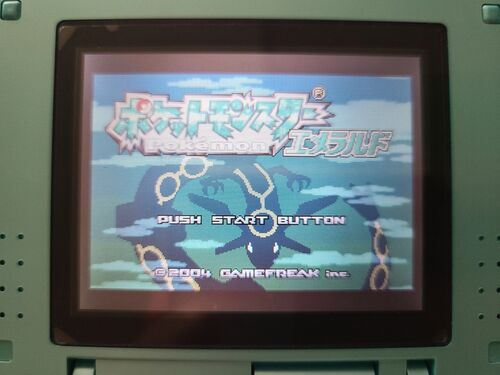 ポケットモンスター
Pokémon
エメラルド
PUSH START BUTTON
©2004 GAMEFREAK inc.